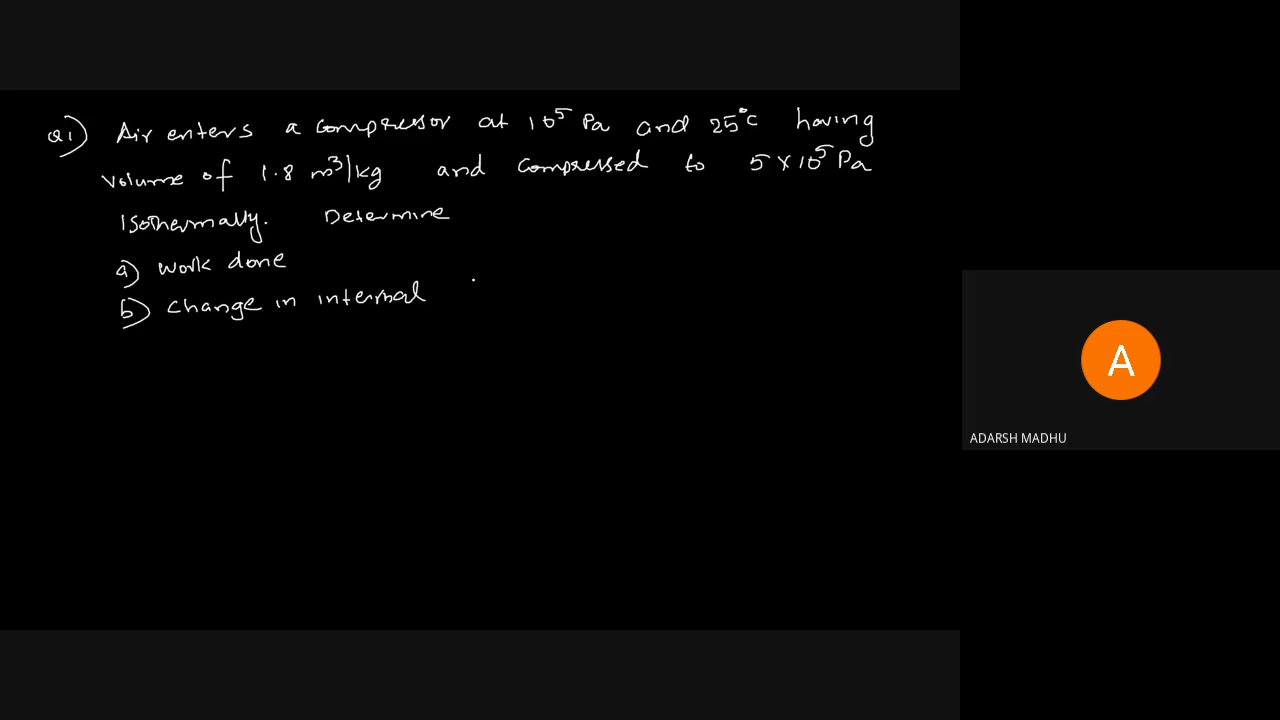 Q1) Air enters a compressor at 10⁵ Pa and 25°C having
volume of 1.8 m³/kg and compressed to 5 × 10⁵ Pa
Isothermally. Determine
a) work done
b) change in internal
A
ADARSH MADHU